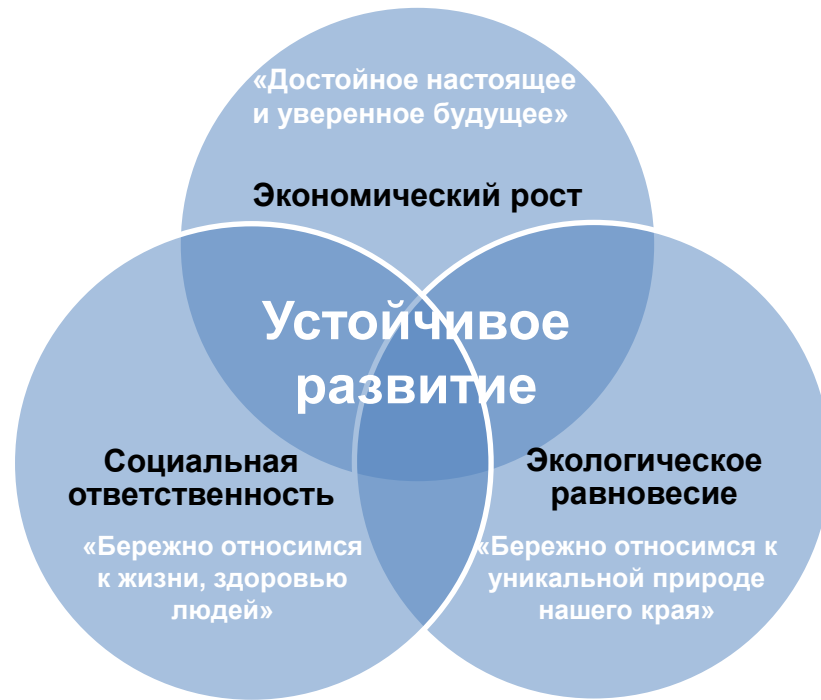 «Достойное настоящее
и уверенное будущее»
Экономический рост
Устойчивое
развитие
Социальная
ответственность
«Бережно относимся
к жизни, здоровью
людей»
Экологическое
равновесие
«Бережно относимся к
уникальной природе
нашего края»